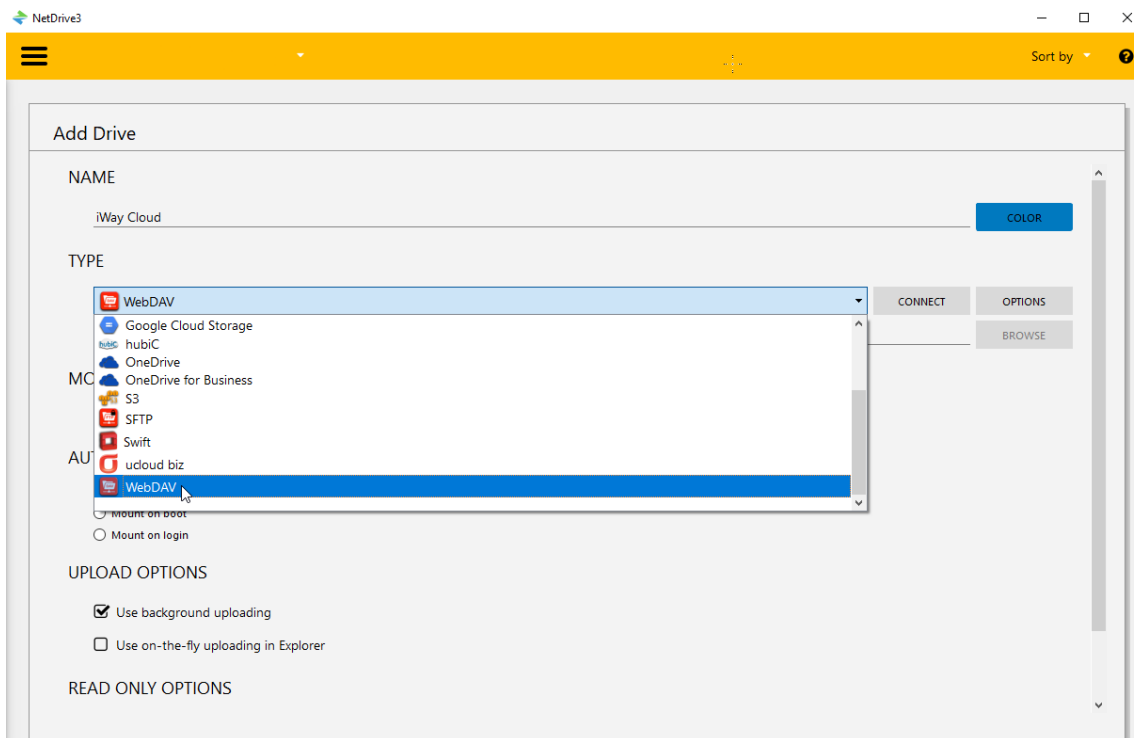 NetDrive3
Sort by
Add Drive
NAME
iWay Cloud
COLOR
TYPE
WebDAV
CONNECT
OPTIONS
Google Cloud Storage
BROWSE
hubiC
OneDrive
OneDrive for Business
MO
S3
SFTP
Swift
AU
ucloud biz
WebDAV
Mount on boot
Mount on login
UPLOAD OPTIONS
Use background uploading
Use on-the-fly uploading in Explorer
READ ONLY OPTIONS